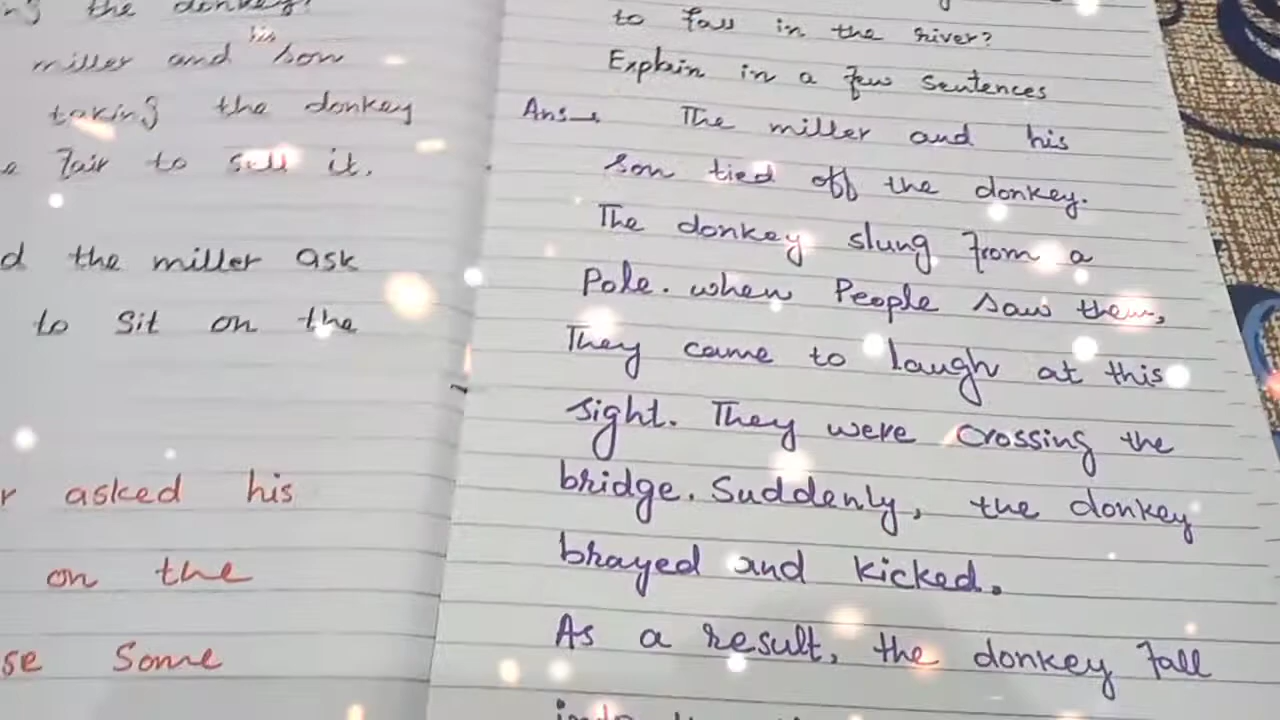 the donkey.
his
miller and son
taking the donkey
a fair to sell it.
d the miller ask
to sit on the
r asked his
on the
se Some
to fall in the river?
Explain in a few sentences
Ans → The miller and his
son tied off the donkey.
The donkey slung from a
Pole. when People saw them,
They came to laugh at this
sight. They were crossing the
bridge. Suddenly, the donkey
brayed and kicked.
As a result, the donkey fall